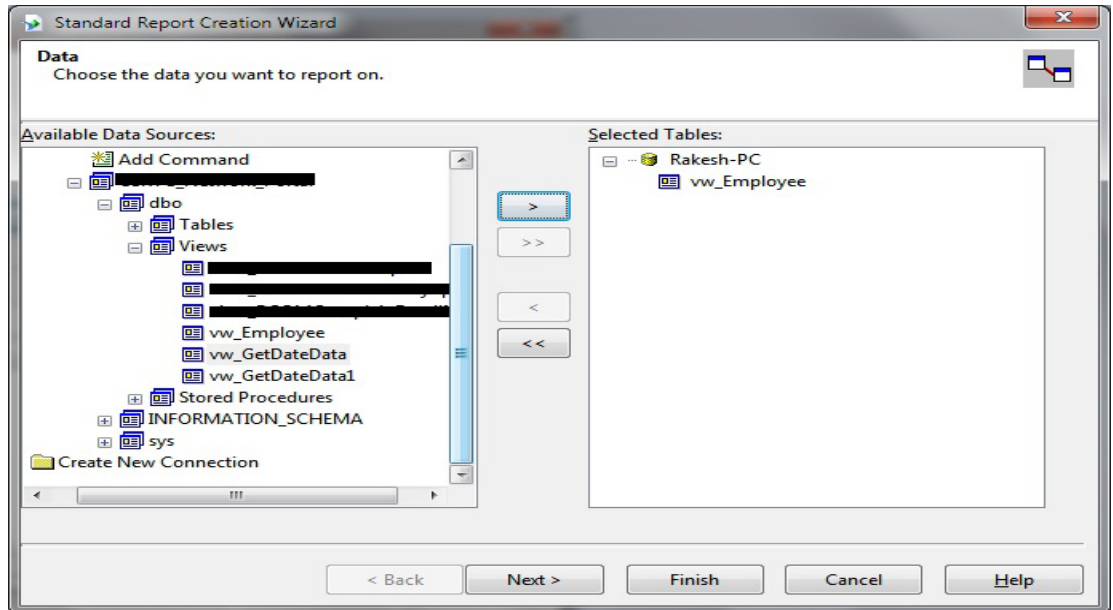 Standard Report Creation Wizard
Data
Choose the data you want to report on.
Available Data Sources:
Add Command
dbo
Tables
Views
vw_Employee
vw_GetDateData
vw_GetDateData1
Stored Procedures
INFORMATION_SCHEMA
sys
Create New Connection
>
>>
<
<<
Selected Tables:
Rakesh-PC
vw_Employee
< Back
Next >
Finish
Cancel
Help